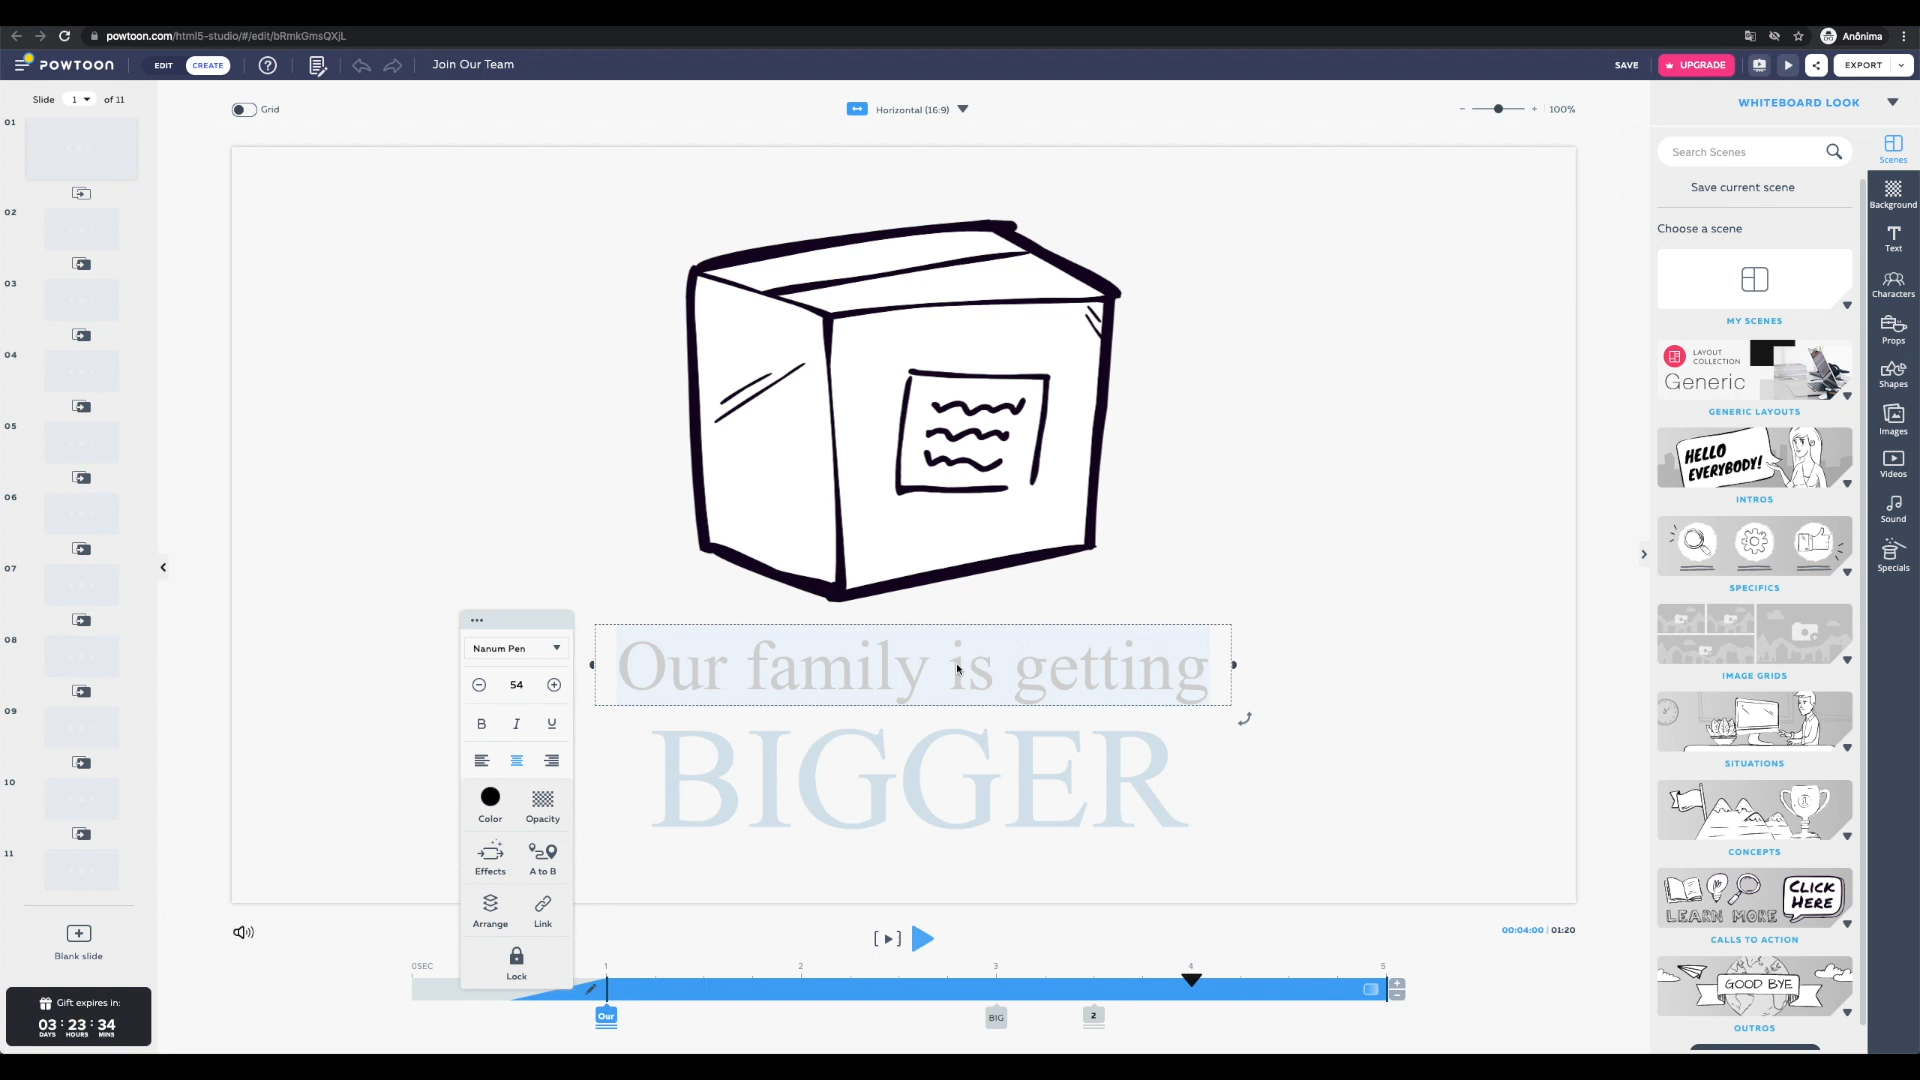 powtoon.com/html5-studio/#/edit/bRmkGmsQXjL
Anônima
POWTOON
EDIT
CREATE
?
Join Our Team
SAVE
UPGRADE
EXPORT
Slide 1 of 11
Grid
Horizontal (16:9)
- + 100%
WHITEBOARD LOOK
Search Scenes
Save current scene
Choose a scene
MY SCENES
LAYOUT
COLLECTION
Generic
GENERIC LAYOUTS
HELLO
EVERYBODY!
INTROS
SPECIFICS
IMAGE GRIDS
SITUATIONS
CONCEPTS
LEARN MORE
CLICK
HERE
CALLS TO ACTION
GOOD BYE
OUTROS
Scenes
Background
Text
Characters
Props
Shapes
Images
Videos
Sound
Specials
01
02
03
04
05
06
07
08
09
10
11
Blank slide
Gift expires in:
03 : 23 : 34
DAYS HOURS MINS
Our family is getting
BIGGER
Nanum Pen
54
B I U
Color
Opacity
Effects
A to B
Arrange
Link
Lock
00:04:00 | 01:20
0SEC 1 2 3 4 5
Our
BIG
2